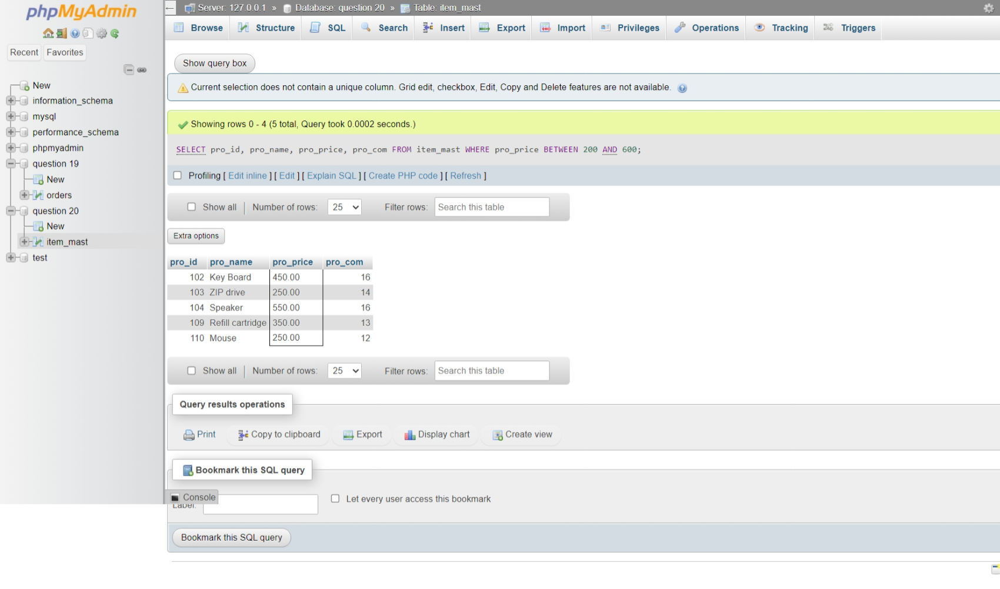 phpMyAdmin
Recent Favorites
New
information_schema
mysql
performance_schema
phpmyadmin
question 19
New
orders
question 20
New
item_mast
test
Server: 127.0.0.1 » Database: question 20 » Table: item_mast
Browse Structure SQL Search Insert Export Import Privileges Operations Tracking Triggers
Show query box
Current selection does not contain a unique column. Grid edit, checkbox, Edit, Copy and Delete features are not available.
Showing rows 0 - 4 (5 total, Query took 0.0002 seconds.)
SELECT pro_id, pro_name, pro_price, pro_com FROM item_mast WHERE pro_price BETWEEN 200 AND 600;
Profiling [ Edit inline ] [ Edit ] [ Explain SQL ] [ Create PHP code ] [ Refresh ]
Show all Number of rows: 25 Filter rows: Search this table
Extra options
pro_id pro_name pro_price pro_com
102 Key Board 450.00 16
103 ZIP drive 250.00 14
104 Speaker 550.00 16
109 Refill cartridge 350.00 13
110 Mouse 250.00 12
Show all Number of rows: 25 Filter rows: Search this table
Query results operations
Print Copy to clipboard Export Display chart Create view
Bookmark this SQL query
Console
Label: Let every user access this bookmark
Bookmark this SQL query